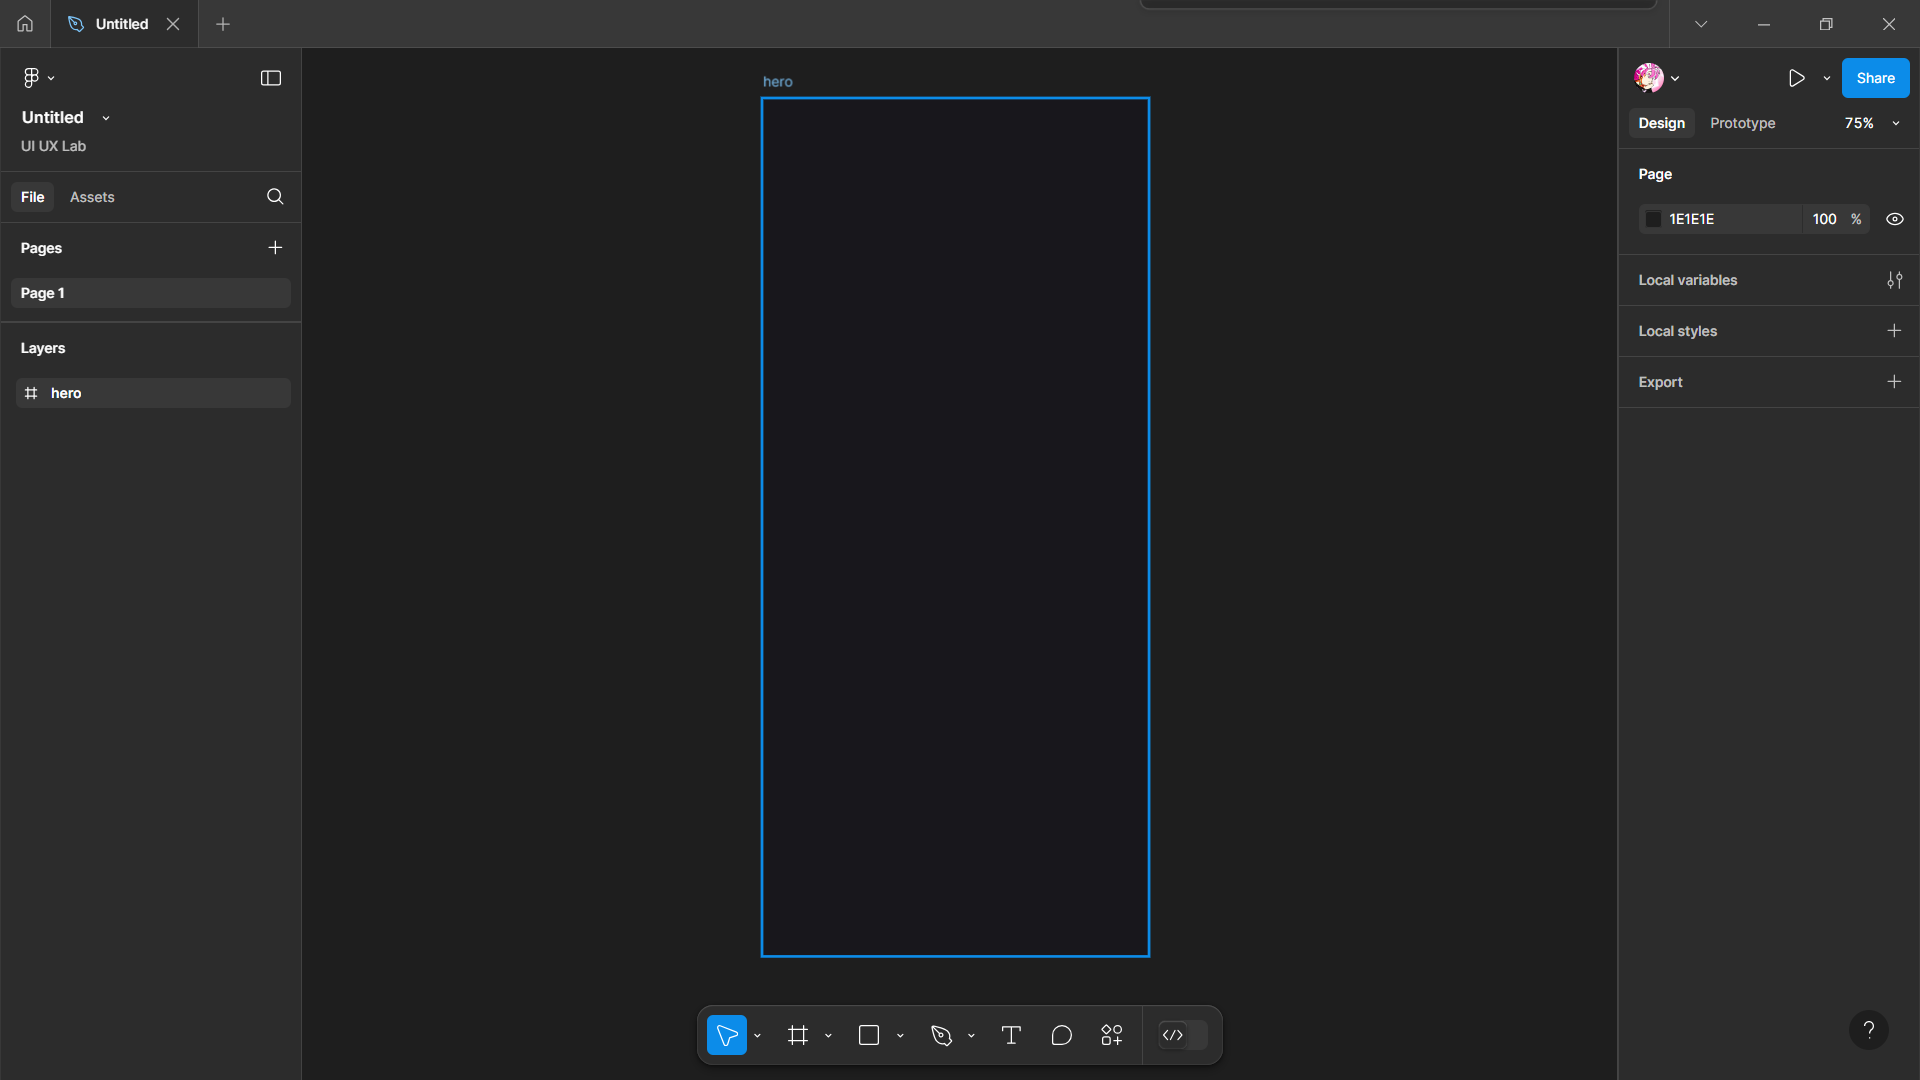 Untitled
Untitled
UI UX Lab
File Assets
Pages
Page 1
Layers
hero
hero
Share
Design Prototype 75%
Page
1E1E1E 100 %
Local variables
Local styles
Export
?